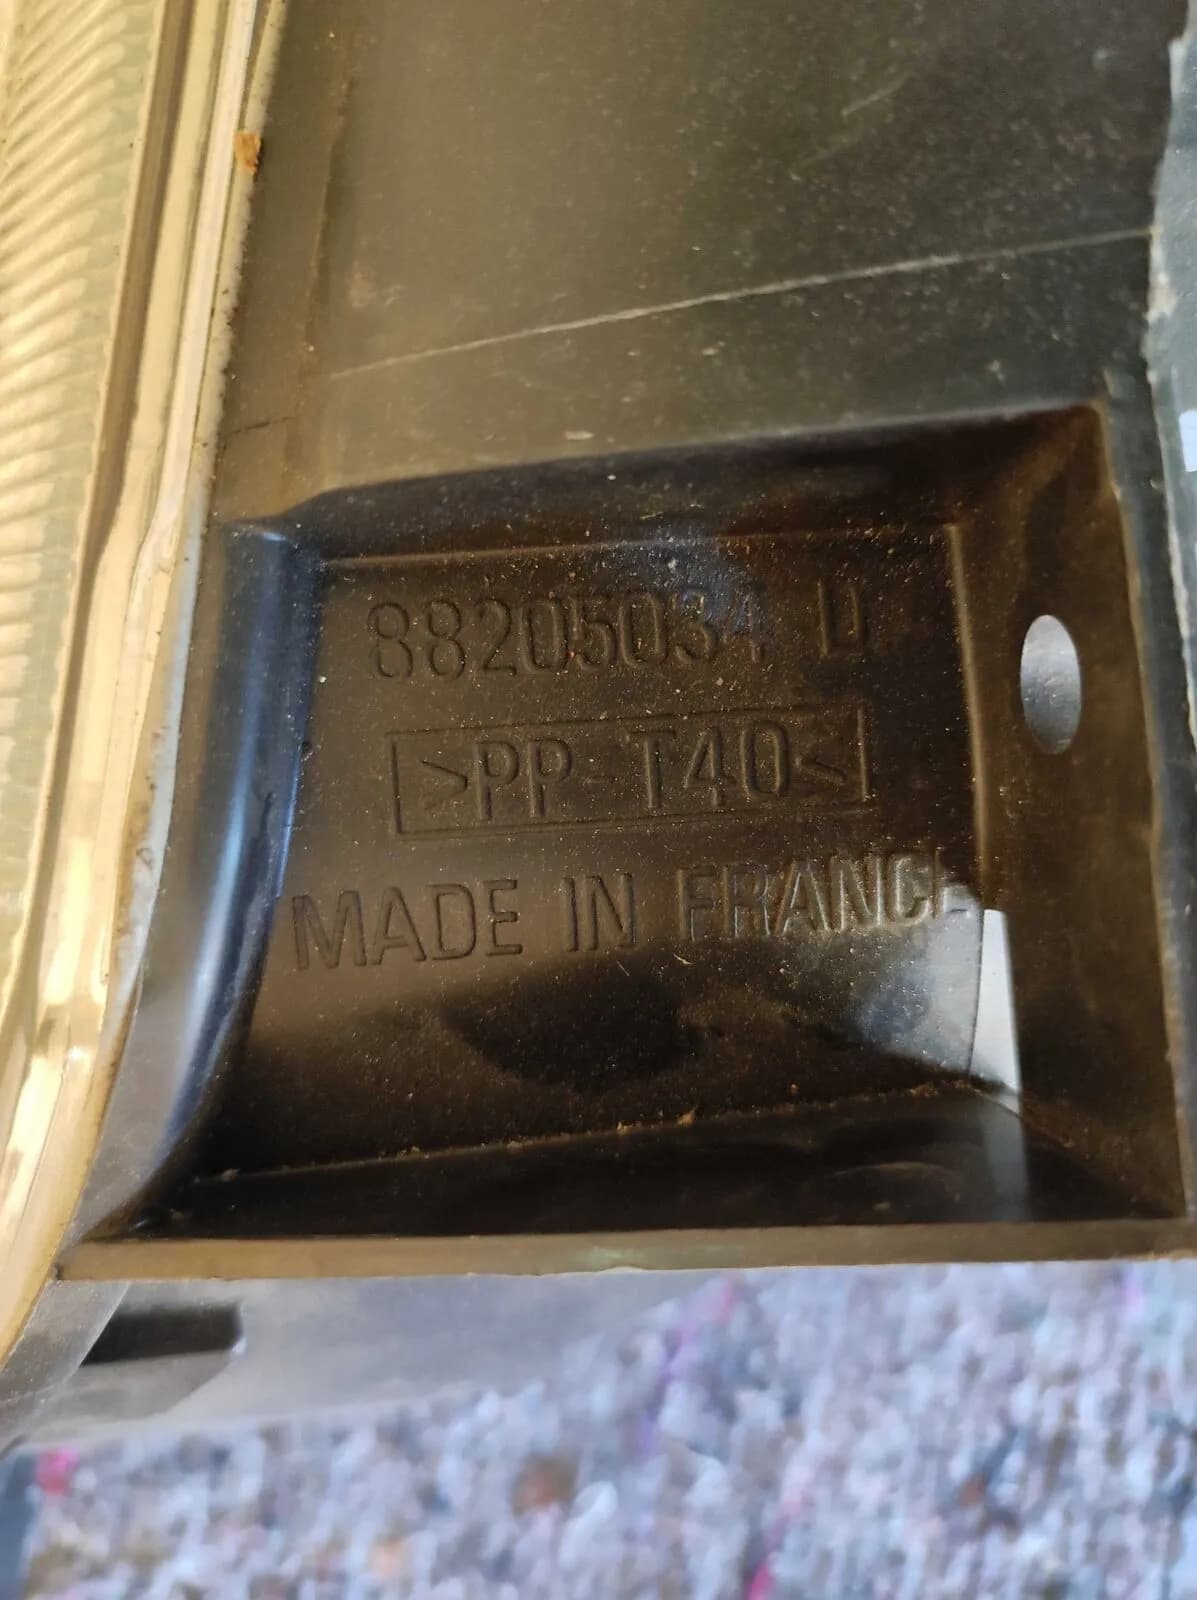 88205034 D
>PP-T40<
MADE IN FRANCE